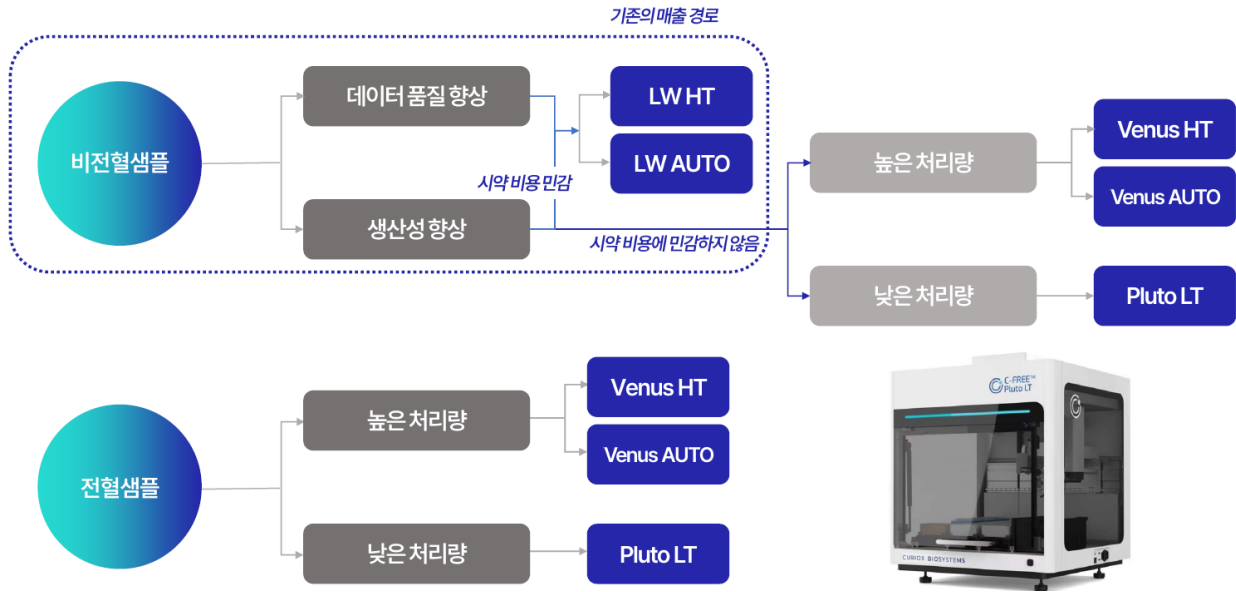 기존의 매출 경로
비전혈샘플
데이터 품질 향상
생산성 향상
시약 비용 민감
LW HT
LW AUTO
시약 비용에 민감하지 않음
높은 처리량
Venus HT
Venus AUTO
낮은 처리량
Pluto LT
전혈샘플
높은 처리량
Venus HT
Venus AUTO
낮은 처리량
Pluto LT
C-FREE™
Pluto LT
CURIOX BIOSYSTEMS